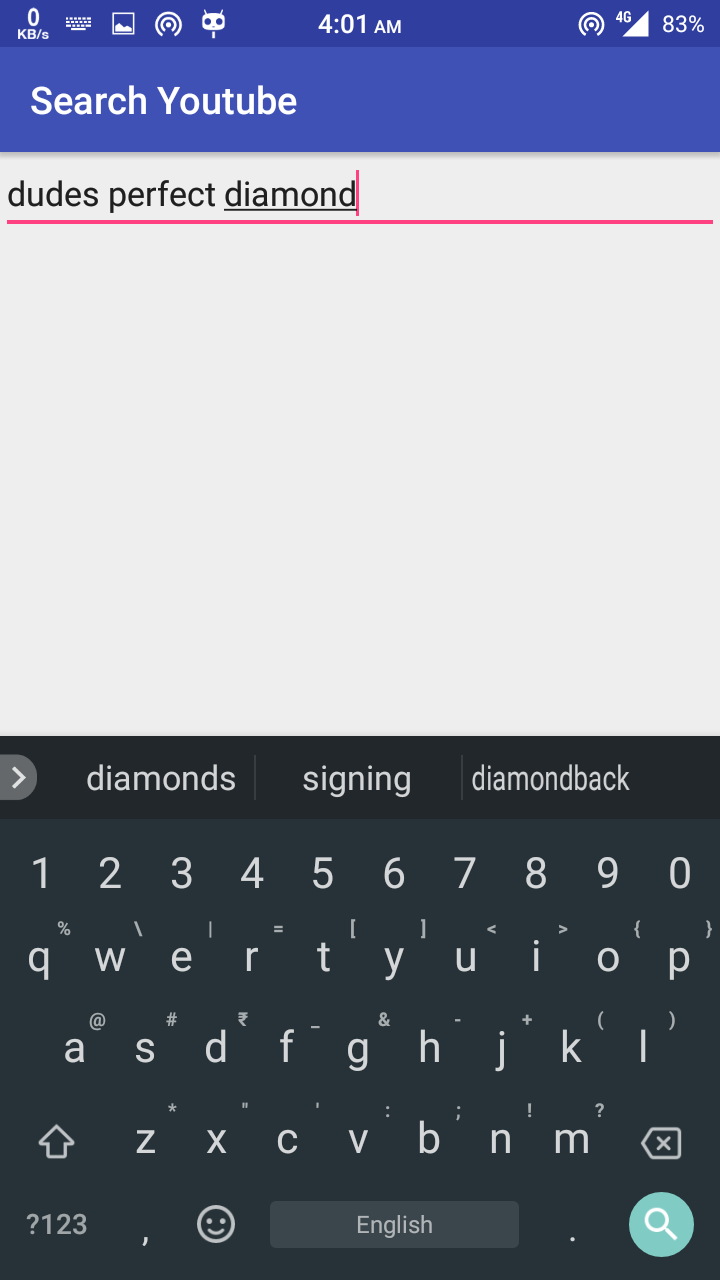 0
KB/s
4:01 AM
4G
83%
Search Youtube
dudes perfect diamond
diamonds signing diamondback
1 2 3 4 5 6 7 8 9 0
% \ | = [ ] < > { }
q w e r t y u i o p
@ # ₹ _ & - + ( )
a s d f g h j k l
* " ' : ; ! ?
z x c v b n m
?123 , English .